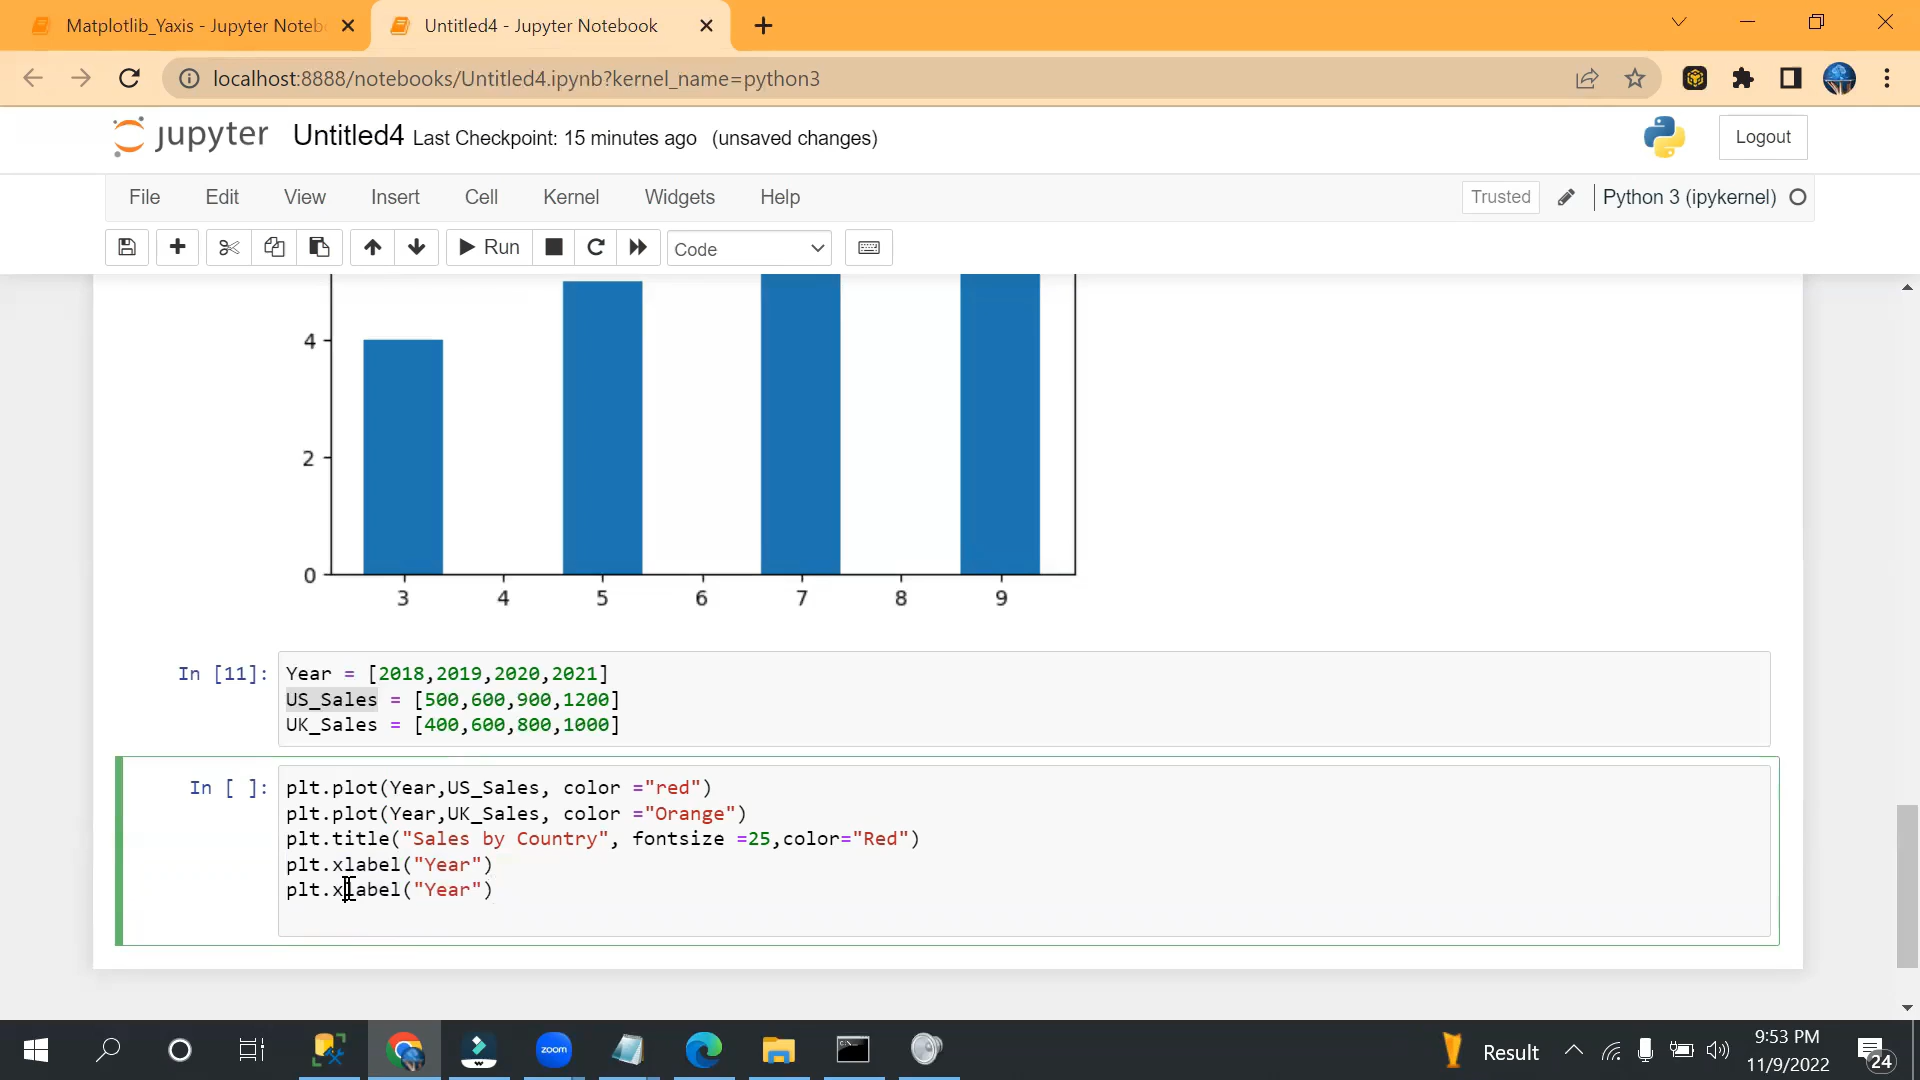 Matplotlib_Yaxis - Jupyter Noteb
Untitled4 - Jupyter Notebook
localhost:8888/notebooks/Untitled4.ipynb?kernel_name=python3
jupyter Untitled4 Last Checkpoint: 15 minutes ago (unsaved changes)
Logout
File Edit View Insert Cell Kernel Widgets Help
Trusted Python 3 (ipykernel)
Run Code
4
2
0
3 4 5 6 7 8 9
In [11]: Year = [2018,2019,2020,2021]
US_Sales = [500,600,900,1200]
UK_Sales = [400,600,800,1000]
In [ ]: plt.plot(Year,US_Sales, color ="red")
plt.plot(Year,UK_Sales, color ="Orange")
plt.title("Sales by Country", fontsize =25,color="Red")
plt.xlabel("Year")
plt.xlabel("Year")
zoom
Result
9:53 PM
11/9/2022
24